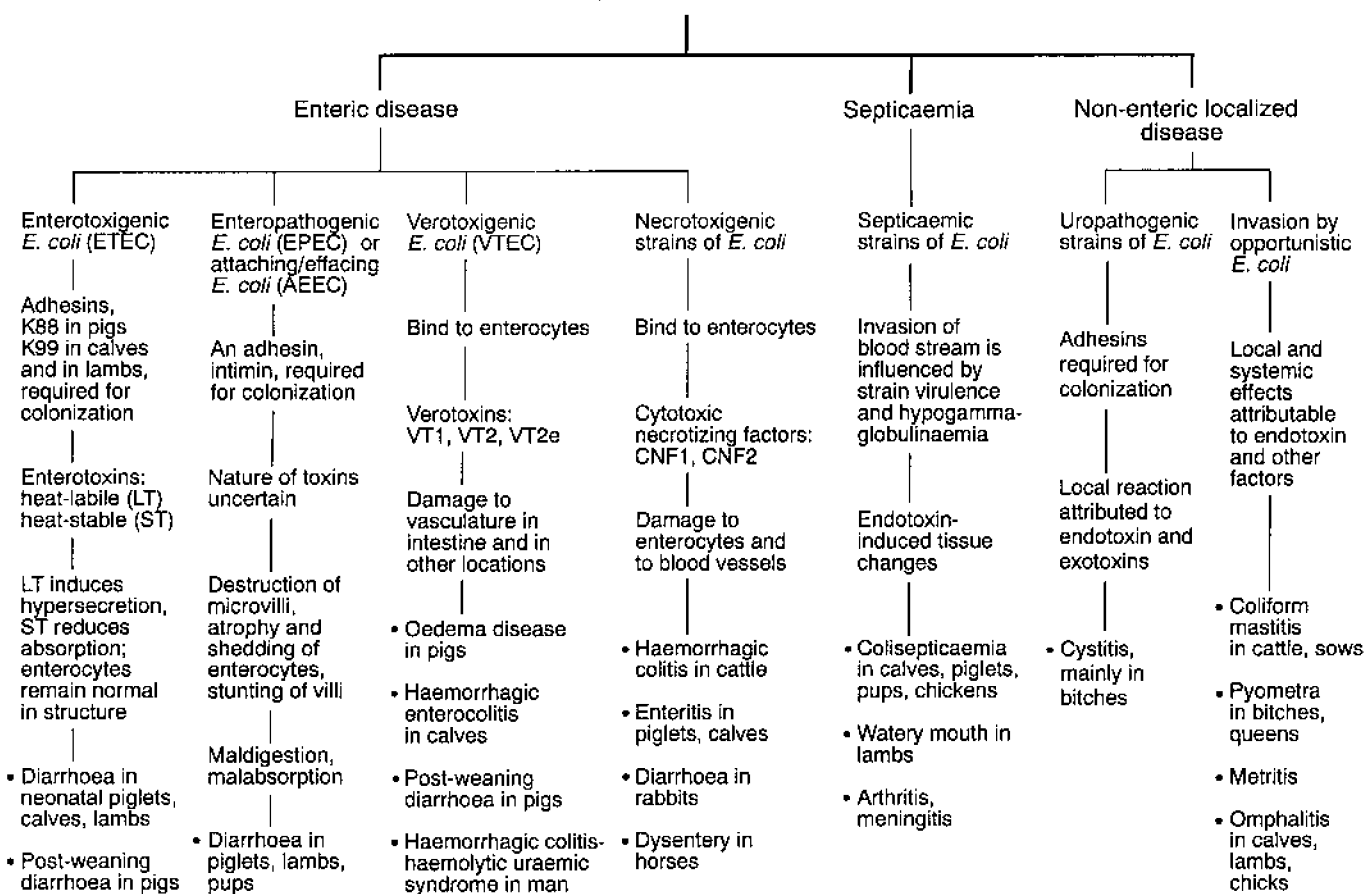 Enteric disease
Septicaemia
Non-enteric localized
disease
Enterotoxigenic
E. coli (ETEC)
Adhesins,
K88 in pigs
K99 in calves
and in lambs,
required for
colonization
Enterotoxins:
heat-labile (LT)
heat-stable (ST)
LT induces
hypersecretion,
ST reduces
absorption;
enterocytes
remain normal
in structure
• Diarrhoea in
neonatal piglets,
calves, lambs
• Post-weaning
diarrhoea in pigs
Enteropathogenic
E. coli (EPEC) or
attaching/effacing
E. coli (AEEC)
An adhesin,
intimin, required
for colonization
Nature of toxins
uncertain
Destruction of
microvilli,
atrophy and
shedding of
enterocytes,
stunting of villi
Maldigestion,
malabsorption
• Diarrhoea in
piglets, lambs,
pups
Verotoxigenic
E. coli (VTEC)
Bind to enterocytes
Verotoxins:
VT1, VT2, VT2e
Damage to
vasculature in
intestine and in
other locations
• Oedema disease
in pigs
• Haemorrhagic
enterocolitis
in calves
• Post-weaning
diarrhoea in pigs
• Haemorrhagic colitis-
haemolytic uraemic
syndrome in man
Necrotoxigenic
strains of E. coli
Bind to enterocytes
Cytotoxic
necrotizing factors:
CNF1, CNF2
Damage to
enterocytes and
to blood vessels
• Haemorrhagic
colitis in cattle
• Enteritis in
piglets, calves
• Diarrhoea in
rabbits
• Dysentery in
horses
Septicaemic
strains of E. coli
Invasion of
blood stream is
influenced by
strain virulence
and hypogamma-
globulinaemia
Endotoxin-
induced tissue
changes
• Colisepticaemia
in calves, piglets,
pups, chickens
• Watery mouth in
lambs
• Arthritis,
meningitis
Uropathogenic
strains of E. coli
Adhesins
required for
colonization
Local reaction
attributed to
endotoxin and
exotoxins
• Cystitis,
mainly in
bitches
Invasion by
opportunistic
E. coli
Local and
systemic
effects
attributable
to endotoxin
and other
factors
• Coliform
mastitis
in cattle, sows
• Pyometra
in bitches,
queens
• Metritis
• Omphalitis
in calves,
lambs,
chicks